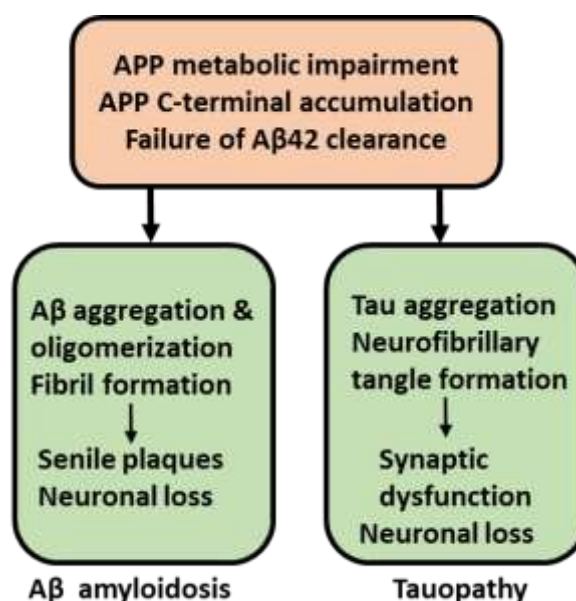 APP metabolic impairment
APP C-terminal accumulation
Failure of Aβ42 clearance
Aβ aggregation &
oligomerization
Fibril formation
Senile plaques
Neuronal loss
Aβ amyloidosis
Tau aggregation
Neurofibrillary
tangle formation
Synaptic
dysfunction
Neuronal loss
Tauopathy